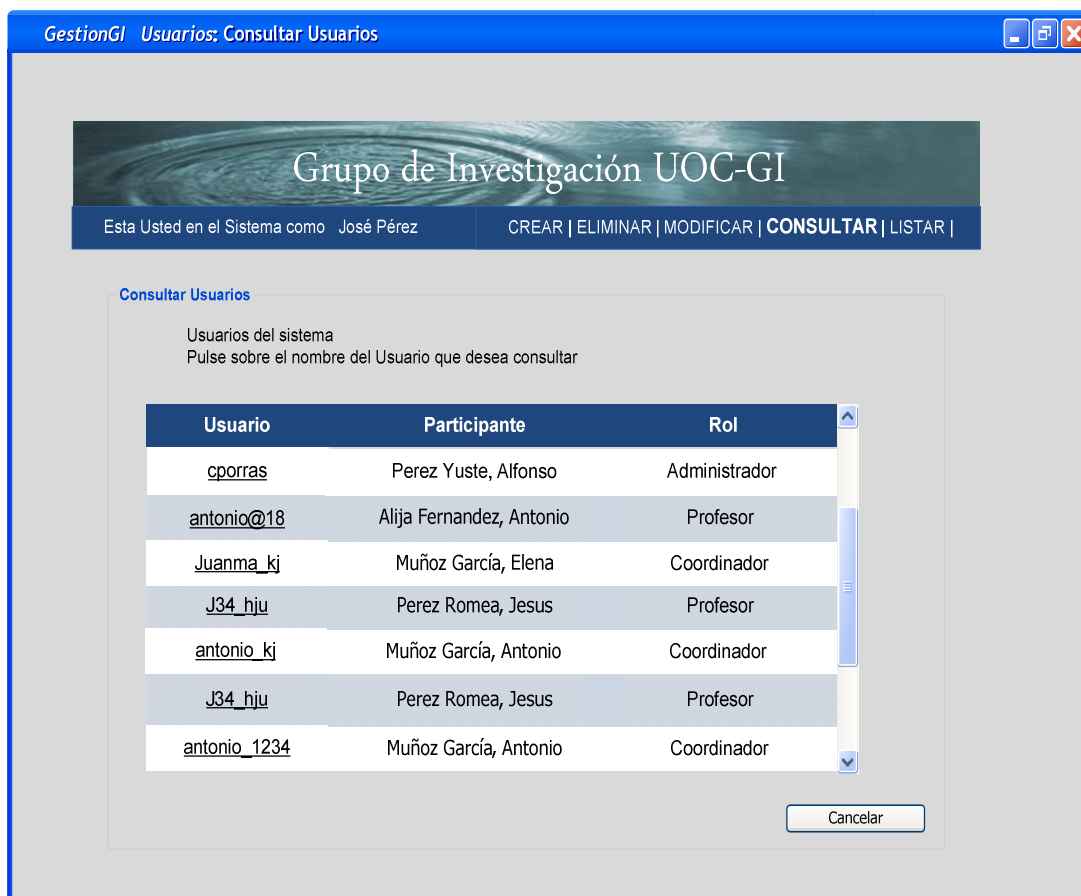 GestionGI Usuarios: Consultar Usuarios
Grupo de Investigación UOC-GI
Esta Usted en el Sistema como José Pérez CREAR | ELIMINAR | MODIFICAR | CONSULTAR | LISTAR |
Consultar Usuarios
Usuarios del sistema
Pulse sobre el nombre del Usuario que desea consultar
Usuario Participante Rol
cporras Perez Yuste, Alfonso Administrador
antonio@18 Alija Fernandez, Antonio Profesor
Juanma_kj Muñoz García, Elena Coordinador
J34_hju Perez Romea, Jesus Profesor
antonio_kj Muñoz García, Antonio Coordinador
J34_hju Perez Romea, Jesus Profesor
antonio_1234 Muñoz García, Antonio Coordinador
Cancelar